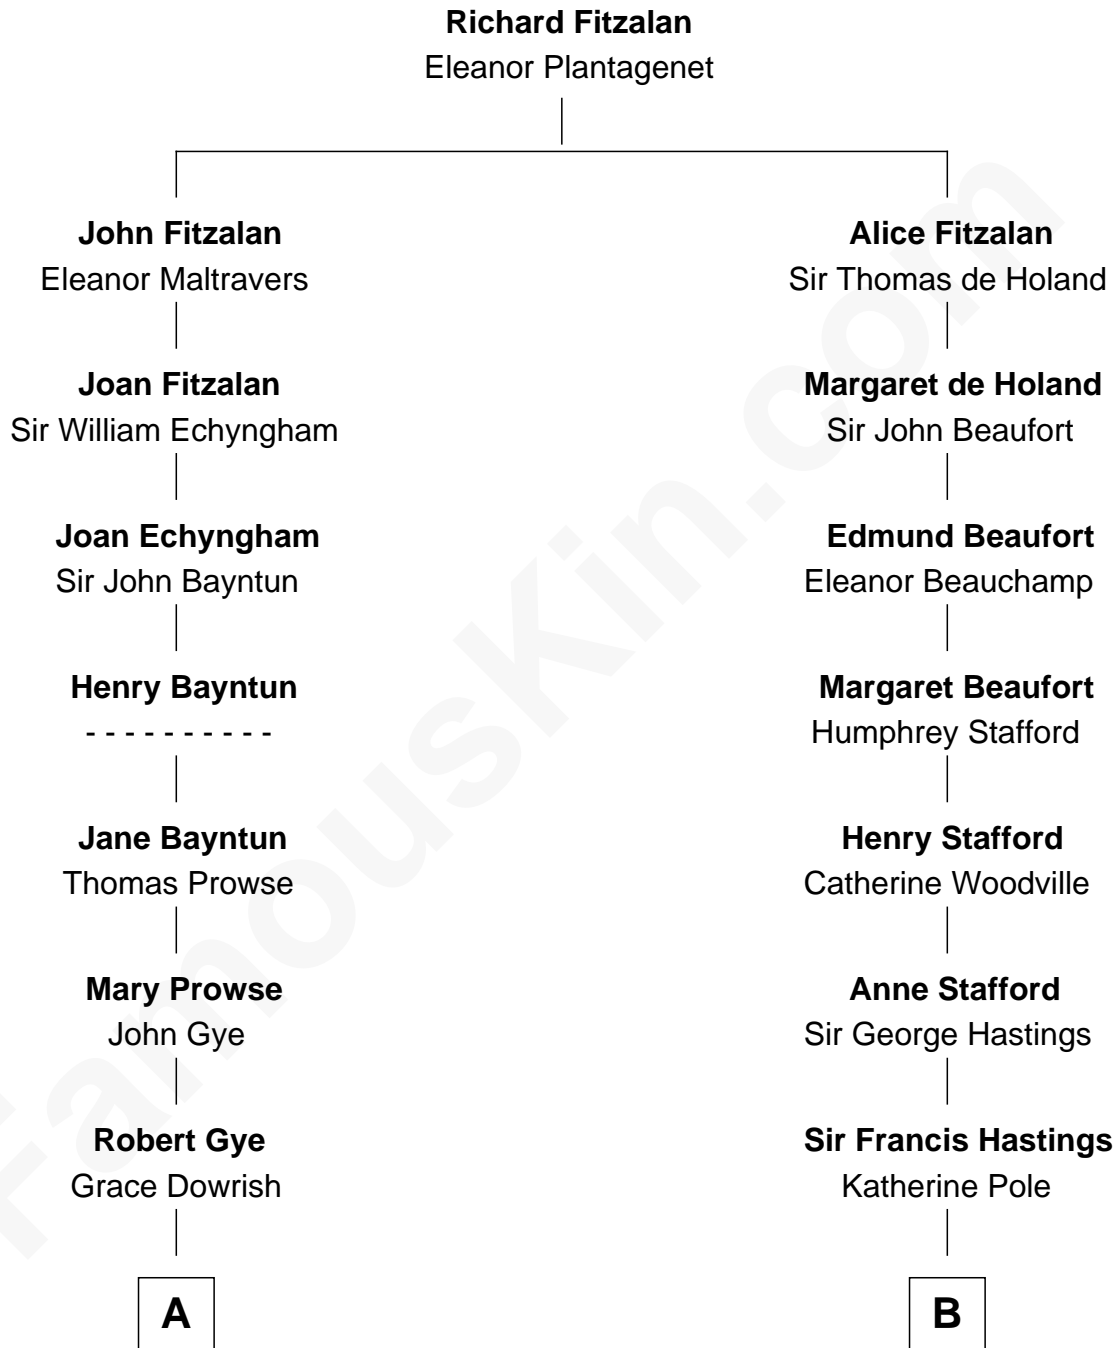 Richard Fitzalan
Eleanor Plantagenet
John Fitzalan
Eleanor Maltravers
Joan Fitzalan
Sir William Echyngham
Joan Echyngham
Sir John Bayntun
Henry Bayntun
- - - - - - - - - -
Jane Bayntun
Thomas Prowse
Mary Prowse
John Gye
Robert Gye
Grace Dowrish
A
Alice Fitzalan
Sir Thomas de Holand
Margaret de Holand
Sir John Beaufort
Edmund Beaufort
Eleanor Beauchamp
Margaret Beaufort
Humphrey Stafford
Henry Stafford
Catherine Woodville
Anne Stafford
Sir George Hastings
Sir Francis Hastings
Katherine Pole
B
FamousKin.com